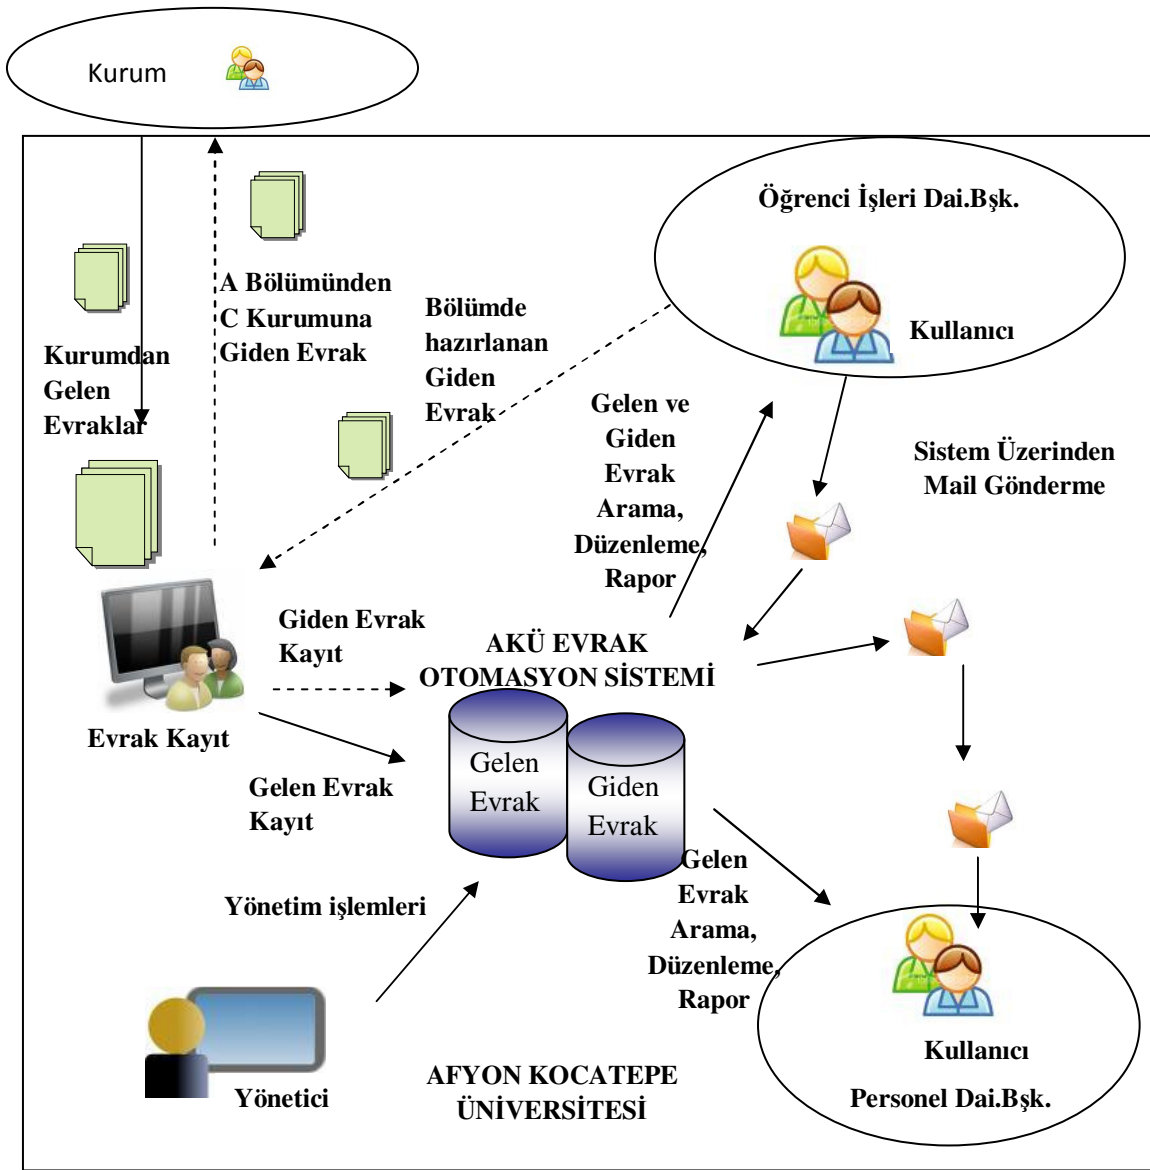 Kurum
Öğrenci İşleri Dai.Bşk.
Kullanıcı
A Bölümünden
C Kurumuna
Giden Evrak
Bölümde
hazırlanan
Giden
Evrak
Kurumdan
Gelen
Evraklar
Gelen ve
Giden
Evrak
Arama,
Düzenleme,
Rapor
Sistem Üzerinden
Mail Gönderme
Giden Evrak
Kayıt
AKÜ EVRAK
OTOMASYON SİSTEMİ
Evrak Kayıt
Gelen
Evrak
Giden
Evrak
Gelen Evrak
Kayıt
Gelen
Evrak
Arama,
Düzenleme,
Rapor
Yönetim işlemleri
Yönetici
AFYON KOCATEPE
ÜNİVERSİTESİ
Kullanıcı
Personel Dai.Bşk.